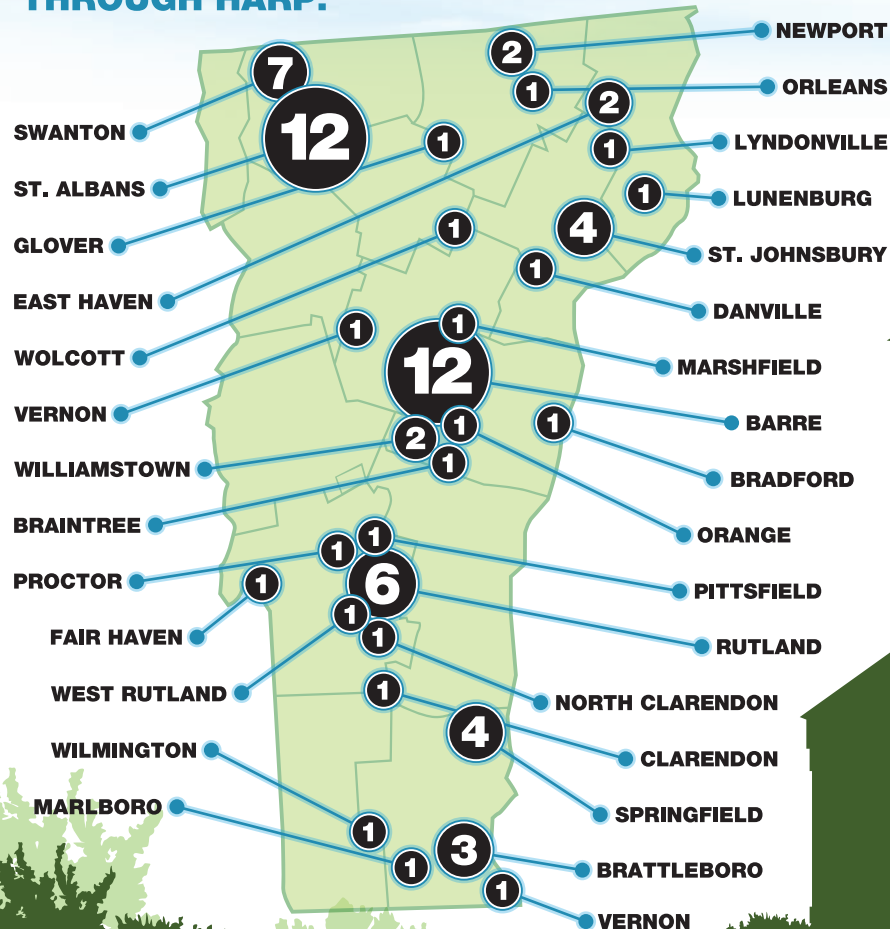 THROUGH HARP:
NEWPORT
ORLEANS
LYNDONVILLE
LUNENBURG
ST. JOHNSBURY
DANVILLE
MARSHFIELD
BARRE
BRADFORD
ORANGE
PITTSFIELD
RUTLAND
NORTH CLARENDON
CLARENDON
SPRINGFIELD
BRATTLEBORO
VERNON
SWANTON
ST. ALBANS
GLOVER
EAST HAVEN
WOLCOTT
VERNON
WILLIAMSTOWN
BRAINTREE
PROCTOR
FAIR HAVEN
WEST RUTLAND
WILMINGTON
MARLBORO
2
7
1
2
12
1
1
1
1
4
1
1
1
12
1
1
2
1
1
1
6
1
1
1
1
4
1
3
1
1